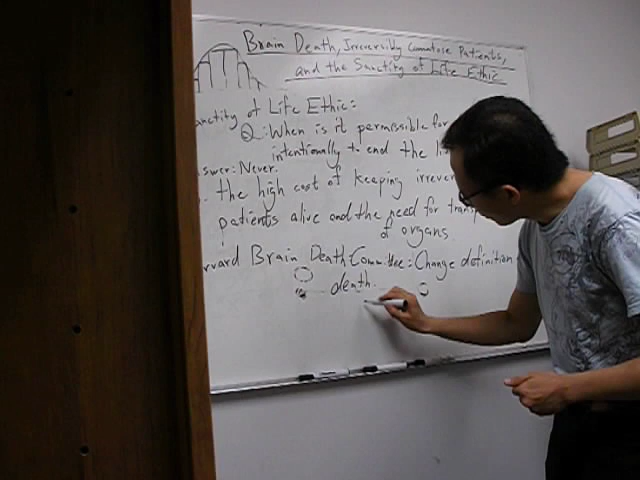 Brain Death, Irreversibly Comatose Patients,
and the Sanctity of Life Ethic
anctity of Life Ethic:
Q: When is it permissible for
intentionally to end the li
swer: Never.
the high cost of keeping irrever
patients alive and the need for transp
of organs.
rvard Brain Death Committee: Change definition
death.